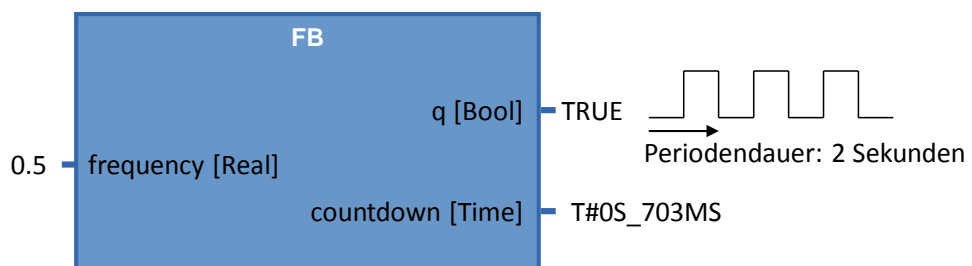 FB
q [Bool]
TRUE
Periodendauer: 2 Sekunden
0.5
frequency [Real]
countdown [Time]
T#0S_703MS